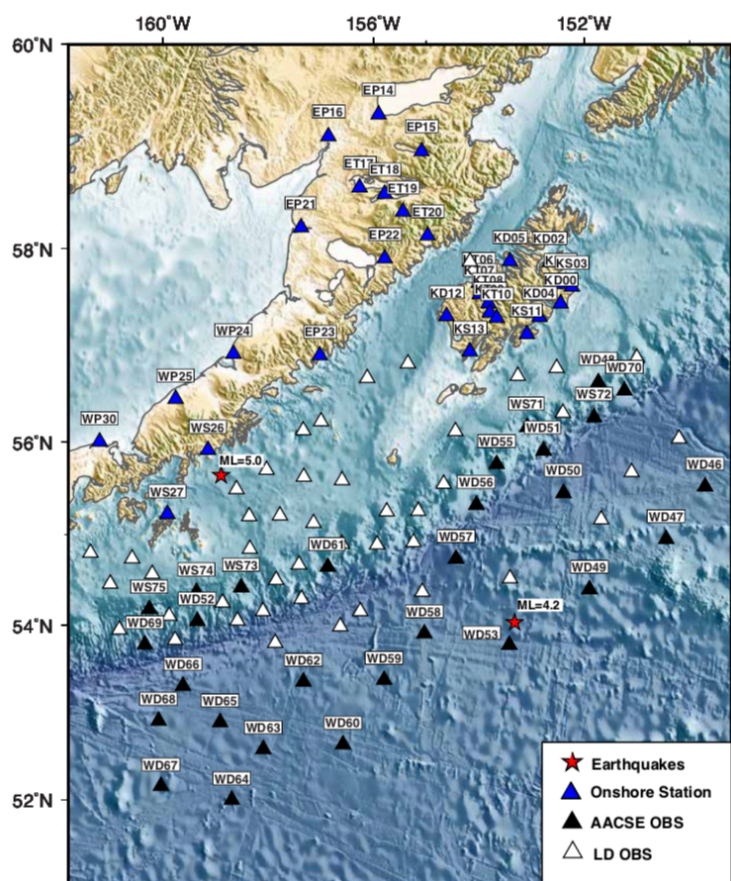 160°W 156°W 152°W
60°N
EP14
EP16
EP15
ET17
ET18
ET19
EP21
ET20
KD05 KD02
58°N
EP22
KS03
KT07
KT08
KD00
KD12 KT10 KD04
KS11
WP24
EP23
KS13
WD48
WD70
WP25
WS72
WS71
WP30
56°N
WS26
WD51
WD55
ML=5.0
WD50
WD46
WD56
WS27
WD47
WD57
WD61
WS74 WS73
WD49
WS75
WD52
ML=4.2
WD69
54°N
WD58
WD53
WD66 WD62 WD59
WD68 WD65
WD63 WD60
WD67
WD64
52°N
Earthquakes
Onshore Station
AACSE OBS
LD OBS